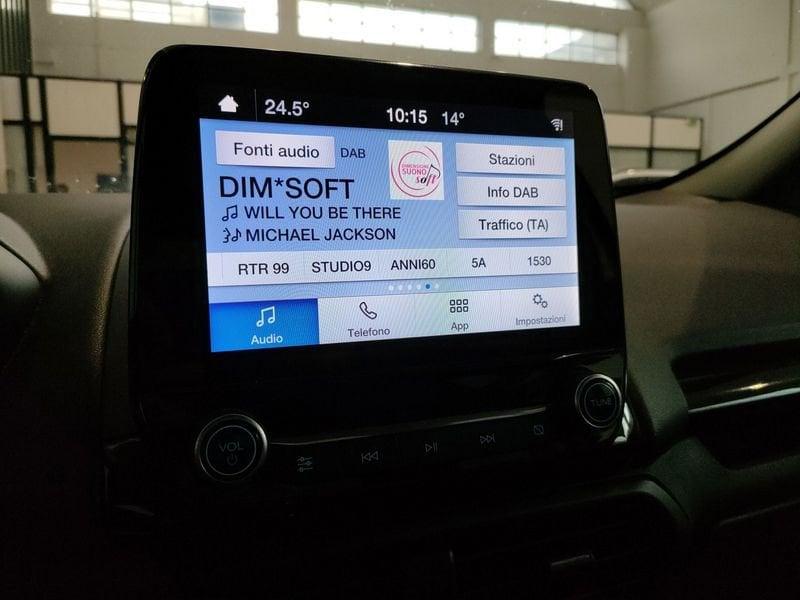 24.5° 10:15 14°
Fonti audio DAB
DIMENSIONE
SUONO
soft
Stazioni
DIM*SOFT
Info DAB
WILL YOU BE THERE
Traffico (TA)
MICHAEL JACKSON
RTR 99 STUDIO9 ANNI60 5A 1530
Audio Telefono App Impostazioni
VOL
TUNE